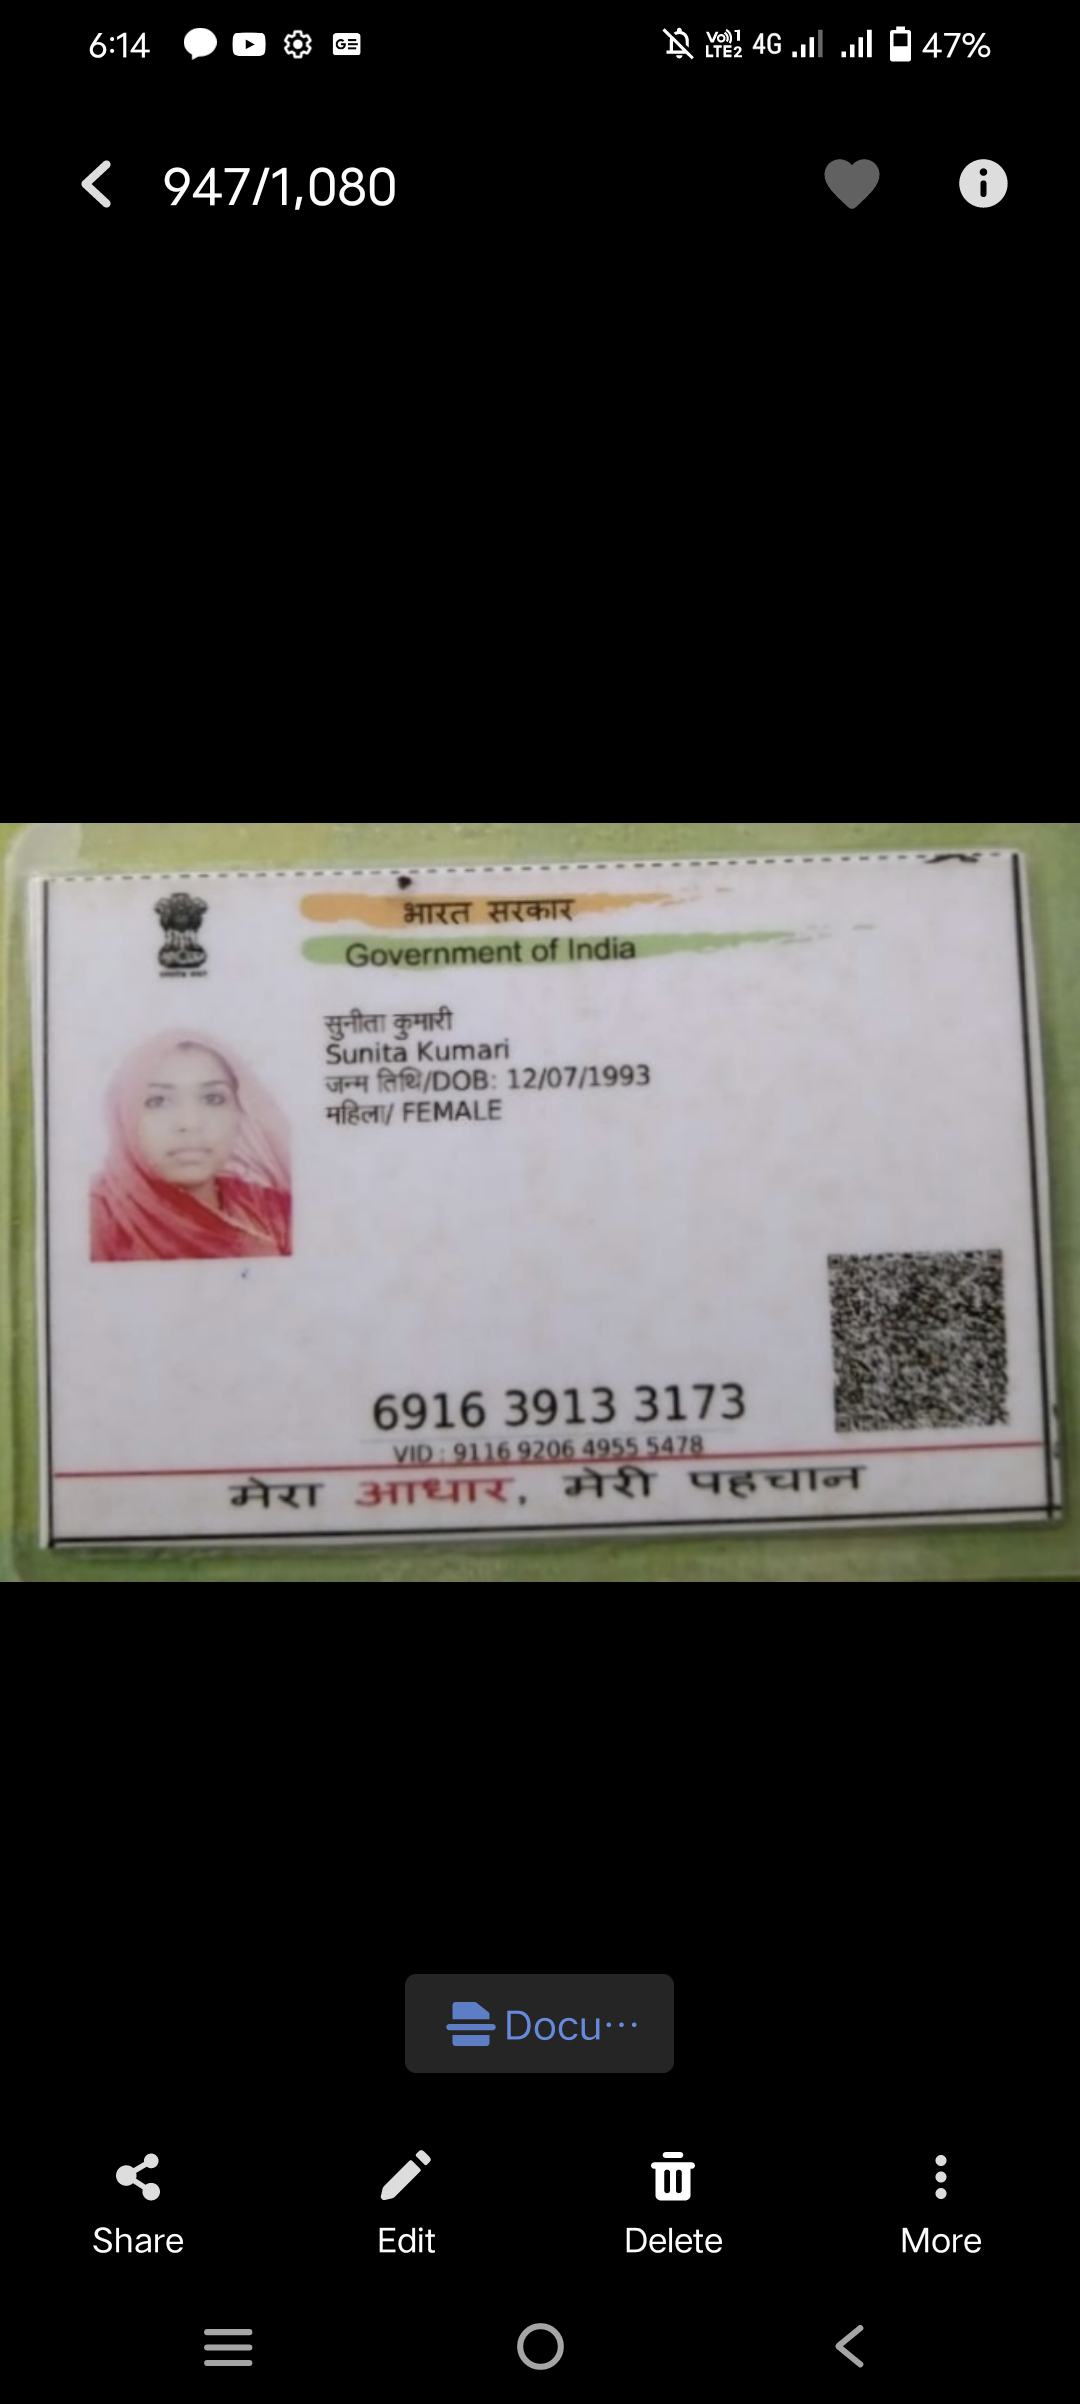 6:14
Vo)) 1
LTE2
4G
47%
947/1,080
भारत सरकार
Government of India
सुनीता कुमारी
Sunita Kumari
जन्म तिथि/DOB: 12/07/1993
महिला/ FEMALE
6916 3913 3173
VID : 9116 9206 4955 5478
मेरा आधार, मेरी पहचान
Docu...
Share
Edit
Delete
More